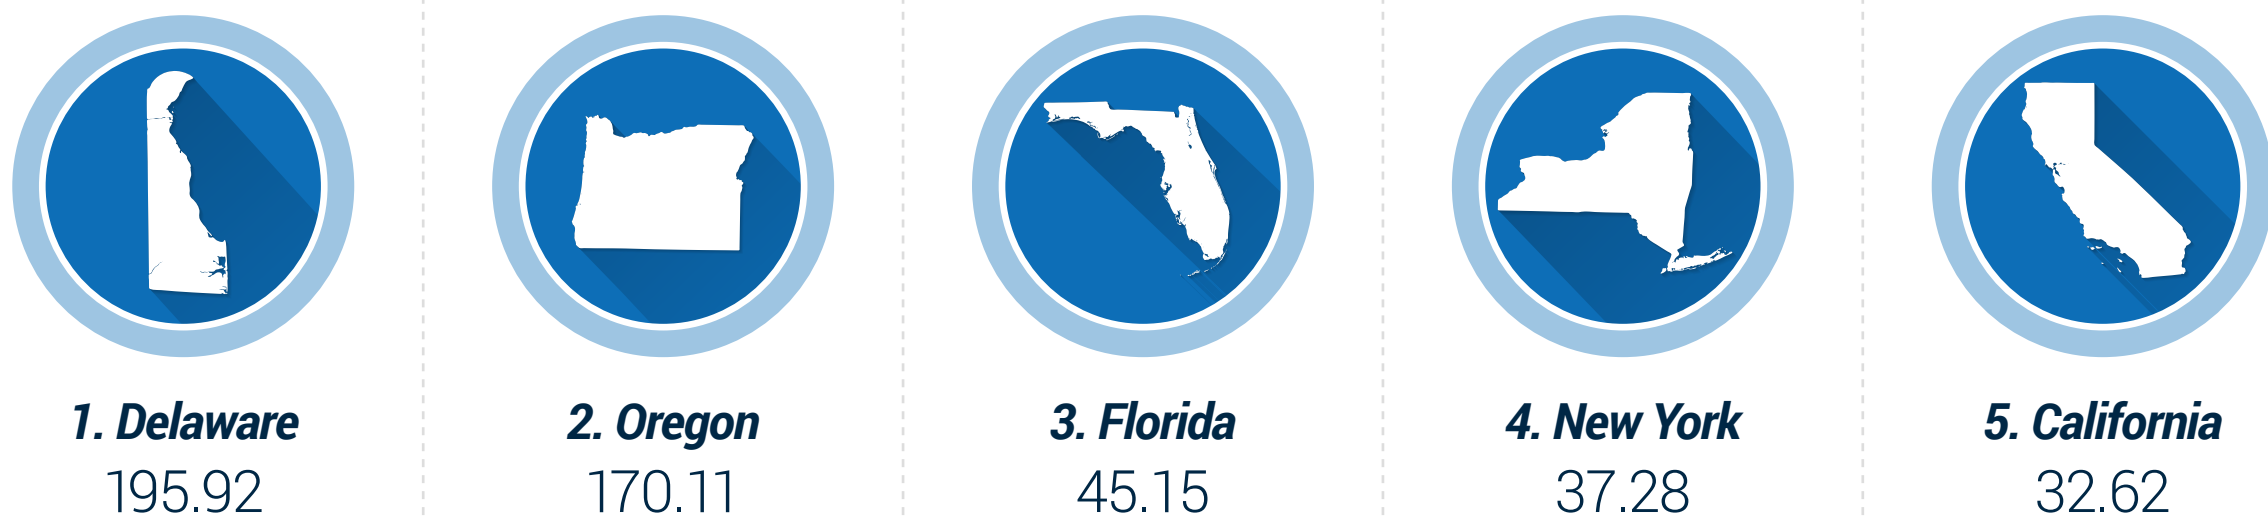 1. Delaware
195.92
2. Oregon
170.11
3. Florida
45.15
4. New York
37.28
5. California
32.62